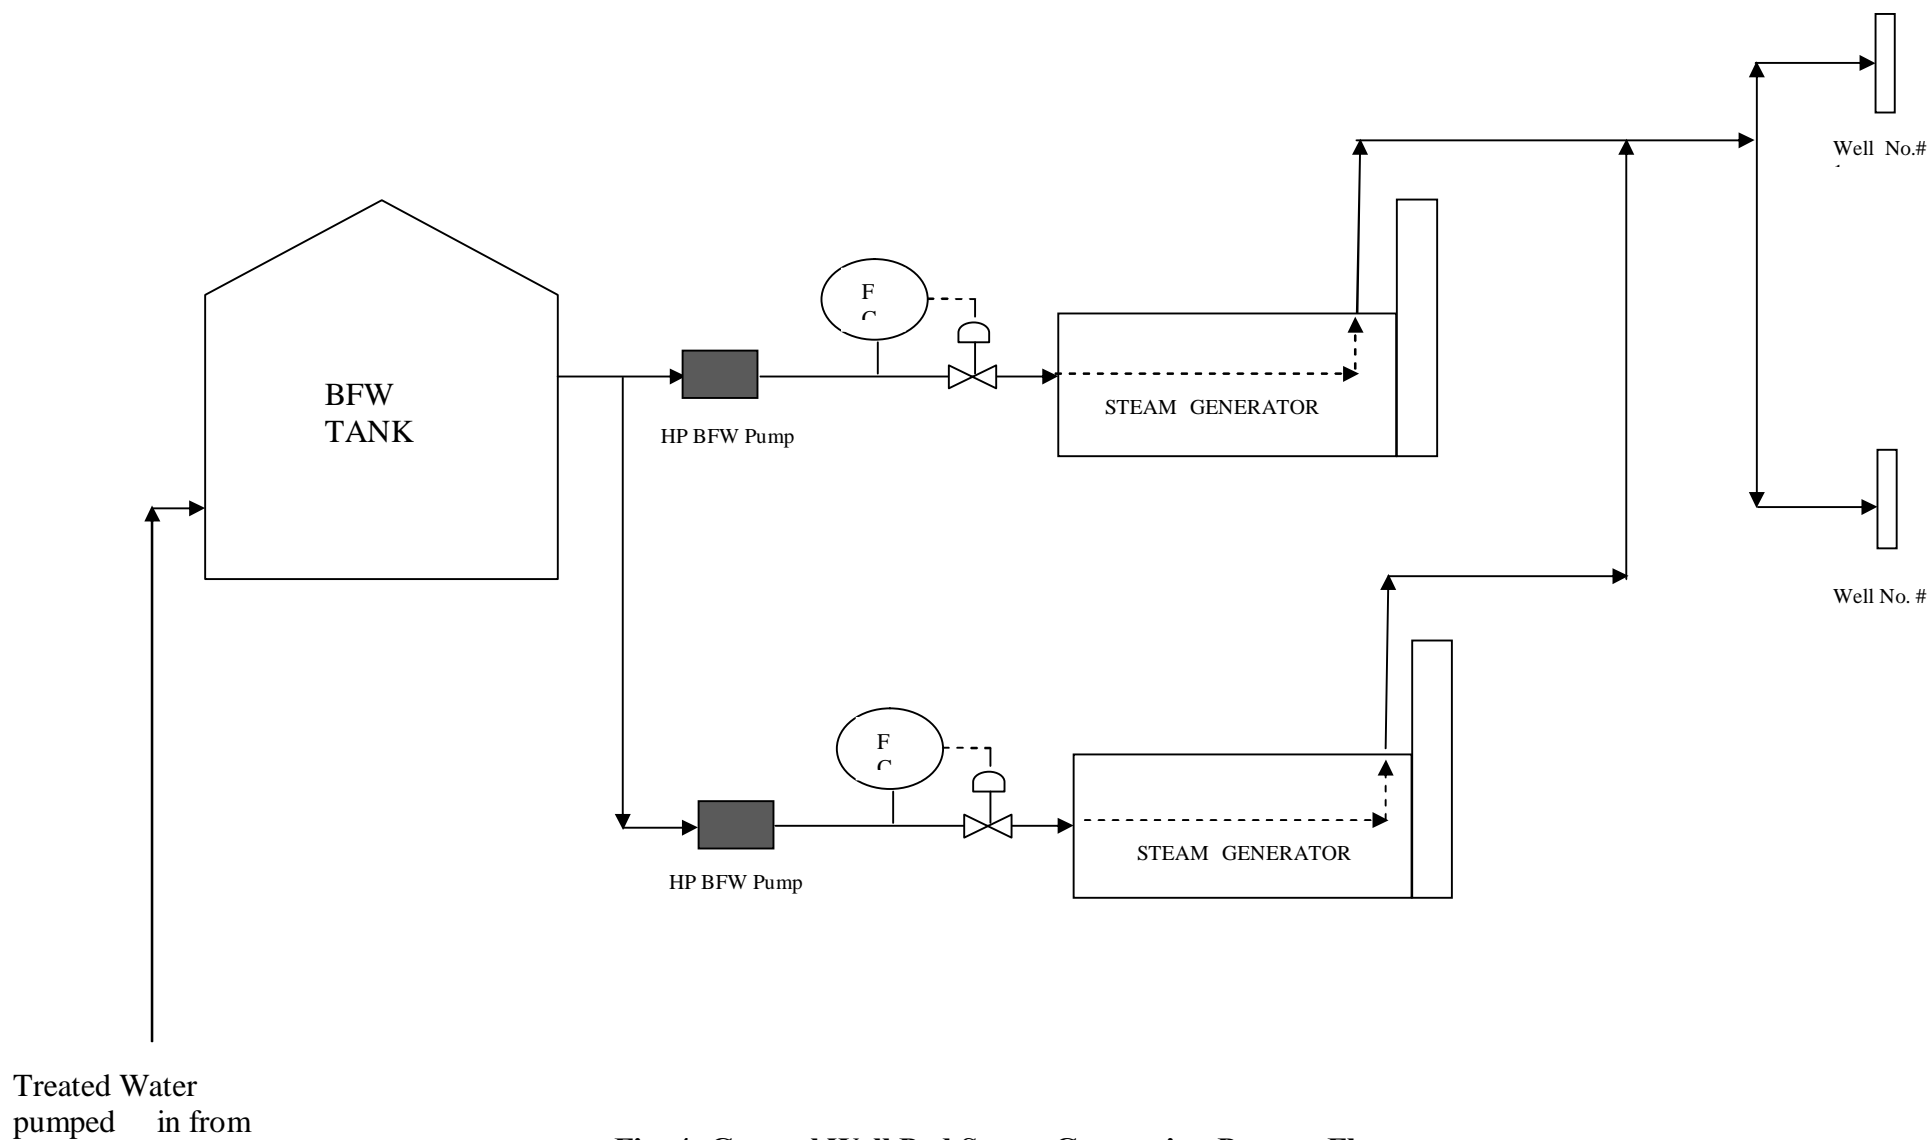 Well No.#
F
BFW
TANK
STEAM GENERATOR
HP BFW Pump
Well No. #
F
STEAM GENERATOR
HP BFW Pump
Treated Water
pumped in from